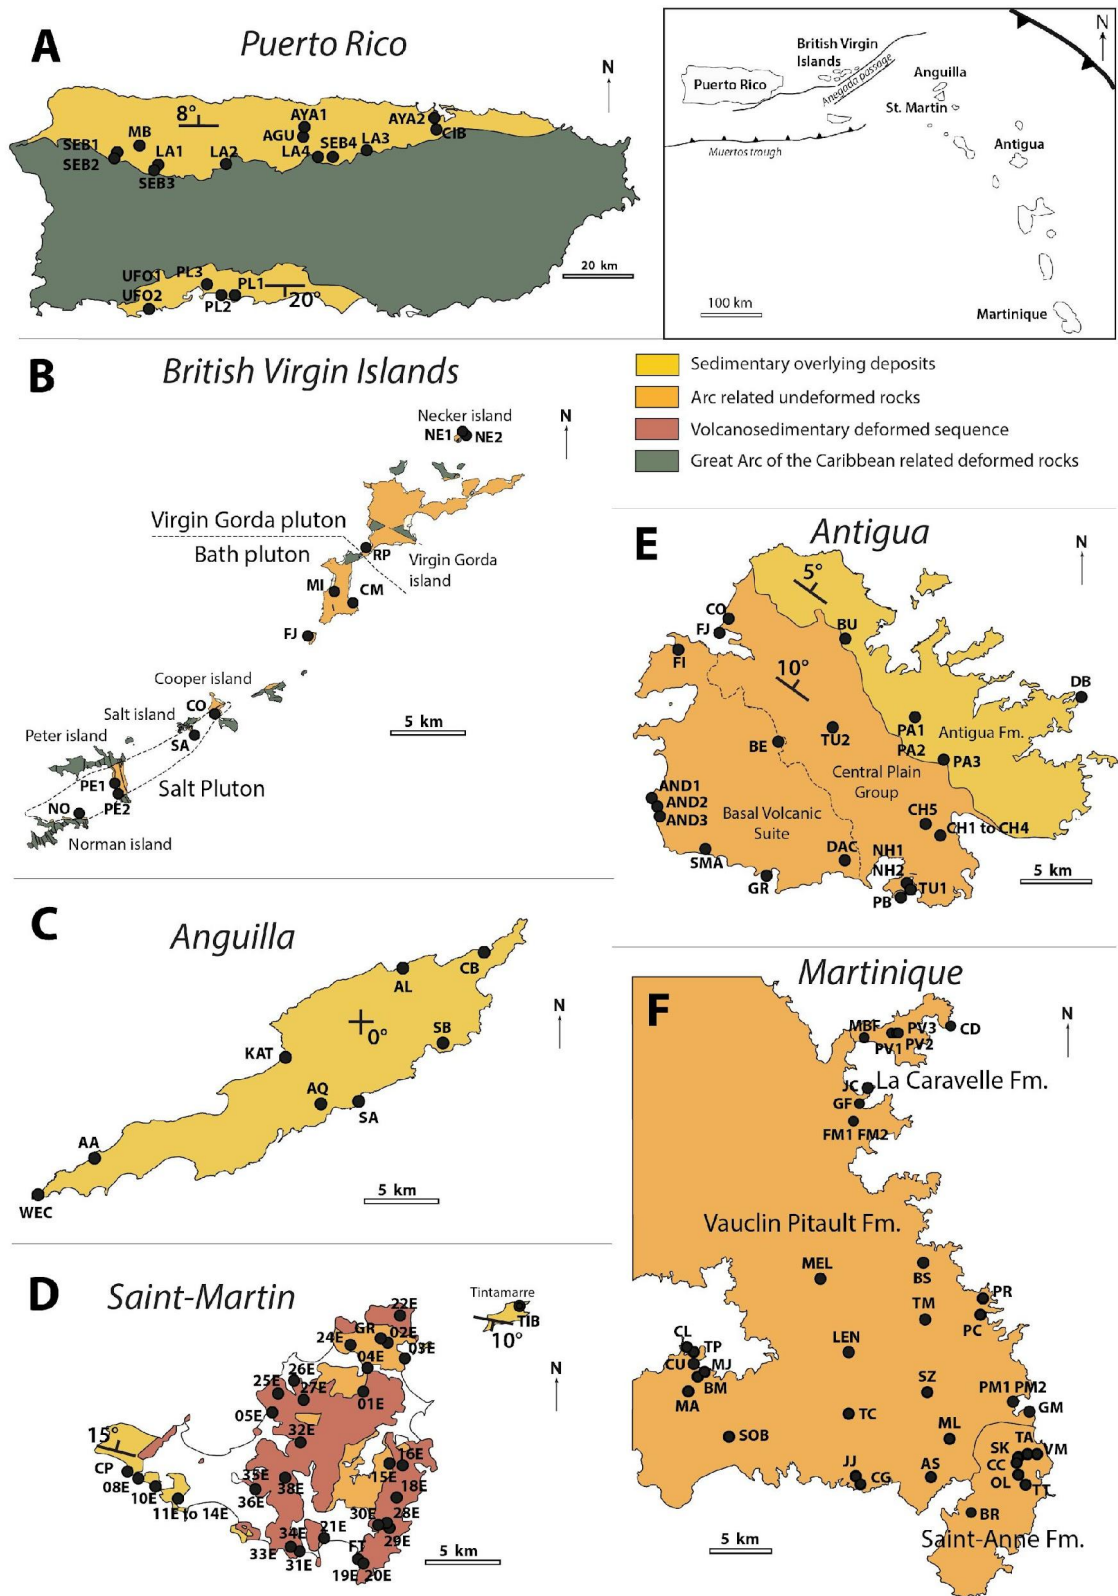 A
Puerto Rico
N
8°
MB
SEB1
SEB2
LA1
SEB3
LA2
AYA1
AGU
LA4
SEB4
LA3
AYA2
CIB
UFO1
UFO2
PL3
PL1
PL2
20°
20 km
British Virgin
Islands
Puerto Rico
Anegada passage
Muertos trough
Anguilla
St. Martin
Antigua
Martinique
N
100 km
Sedimentary overlying deposits
Arc related undeformed rocks
Volcanosedimentary deformed sequence
Great Arc of the Caribbean related deformed rocks
B
British Virgin Islands
Necker island
NE1
NE2
N
Virgin Gorda pluton
Bath pluton
RP
Virgin Gorda
island
MI
CM
FJ
Cooper island
CO
Salt island
SA
Peter island
PE1
PE2
Salt Pluton
NO
Norman island
5 km
C
Anguilla
N
CB
AL
0°
SB
KAT
AQ
SA
AA
WEC
5 km
D
Saint-Martin
Tintamarre
TIB
10°
N
22E
GR
02E
24E
03E
04E
26E
25E
27E
01E
05E
32E
15°
CP
08E
10E
11E to 14E
35E
38E
36E
16E
15E
18E
30E
28E
29E
34E
21E
33E
31E
FT
19E
20E
5 km
E
Antigua
N
5°
CO
FJ
FI
BU
10°
DB
BE
TU2
PA1
PA2
PA3
Antigua Fm.
Central Plain
Group
AND1
AND2
AND3
Basal Volcanic
Suite
CH5
CH1 to CH4
SMA
DAC
NH1
NH2
GR
TU1
PB
5 km
F
Martinique
N
MBF
PV3
CD
PV1
PV2
La Caravelle Fm.
JC
GF
FM1 FM2
Vauclin Pitault Fm.
MEL
BS
PR
TM
PC
CL
TP
LEN
CU
MJ
BM
MA
SZ
PM1 PM2
GM
TC
SOB
ML
TA
SK
VM
CC
JJ
CG
AS
OL
TT
BR
Saint-Anne Fm.
5 km